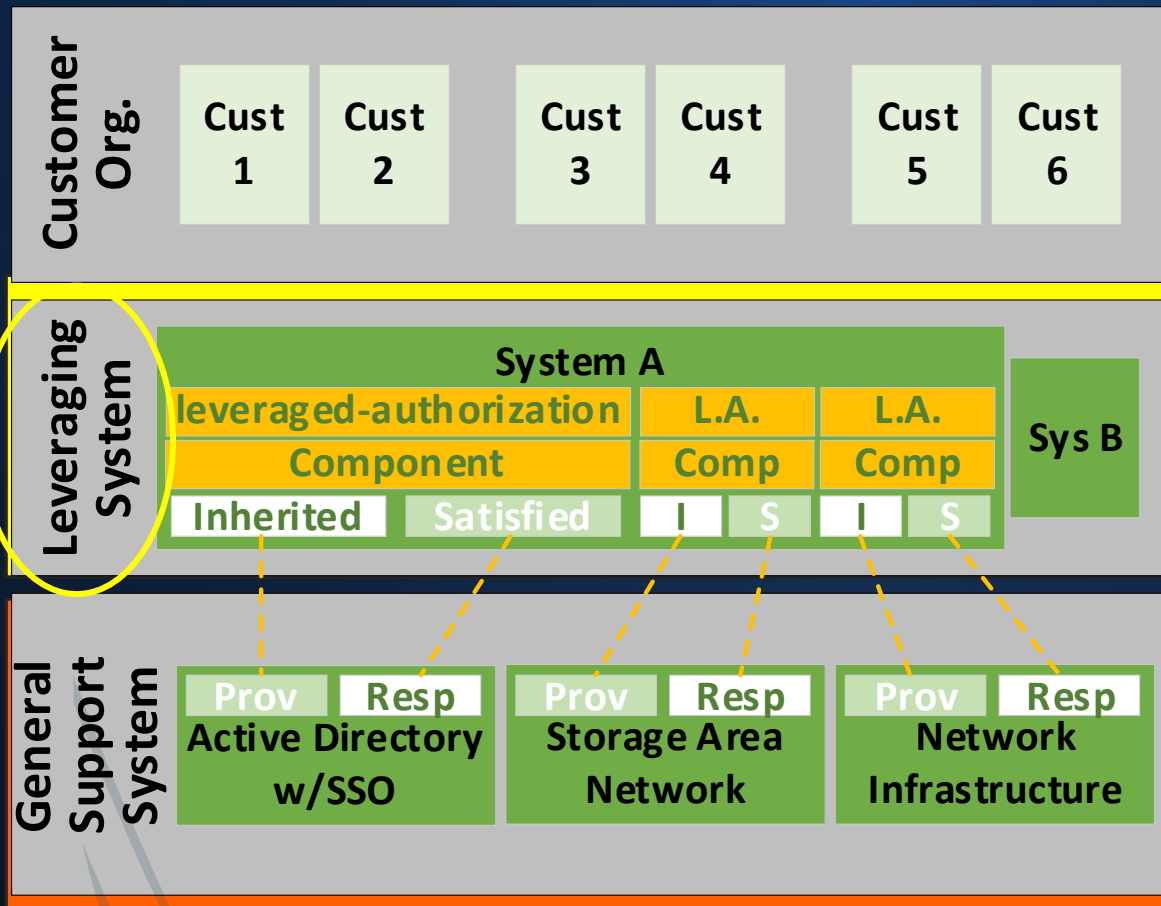 Customer
Org.
Cust
1
Cust
2
Cust
3
Cust
4
Cust
5
Cust
6
Leveraging
System
System A
leveraged-authorization
L.A.
L.A.
Component
Comp
Comp
Inherited
Satisfied
I
S
I
S
Sys B
General
Support
System
Prov
Resp
Active Directory
w/SSO
Prov
Resp
Storage Area
Network
Prov
Resp
Network
Infrastructure